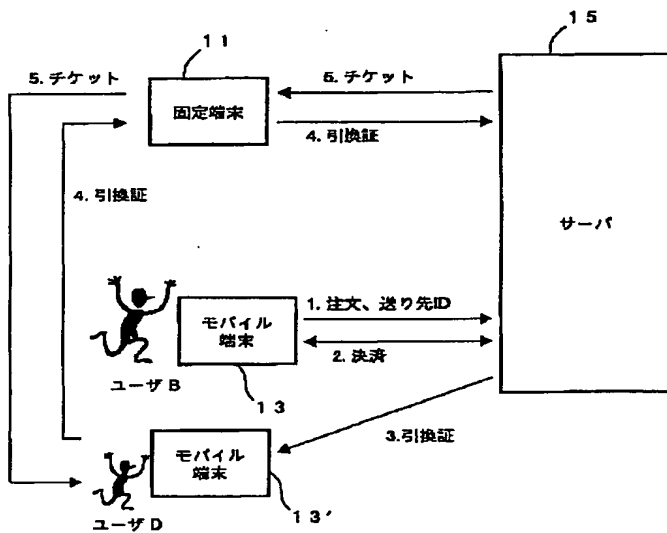 11
15
5. チケット
5. チケット
固定端末
4. 引換証
4. 引換証
サーバ
モバイル
端末
1. 注文、送り先ID
2. 決済
ユーザ B
13
3.引換証
モバイル
端末
13′
ユーザ D